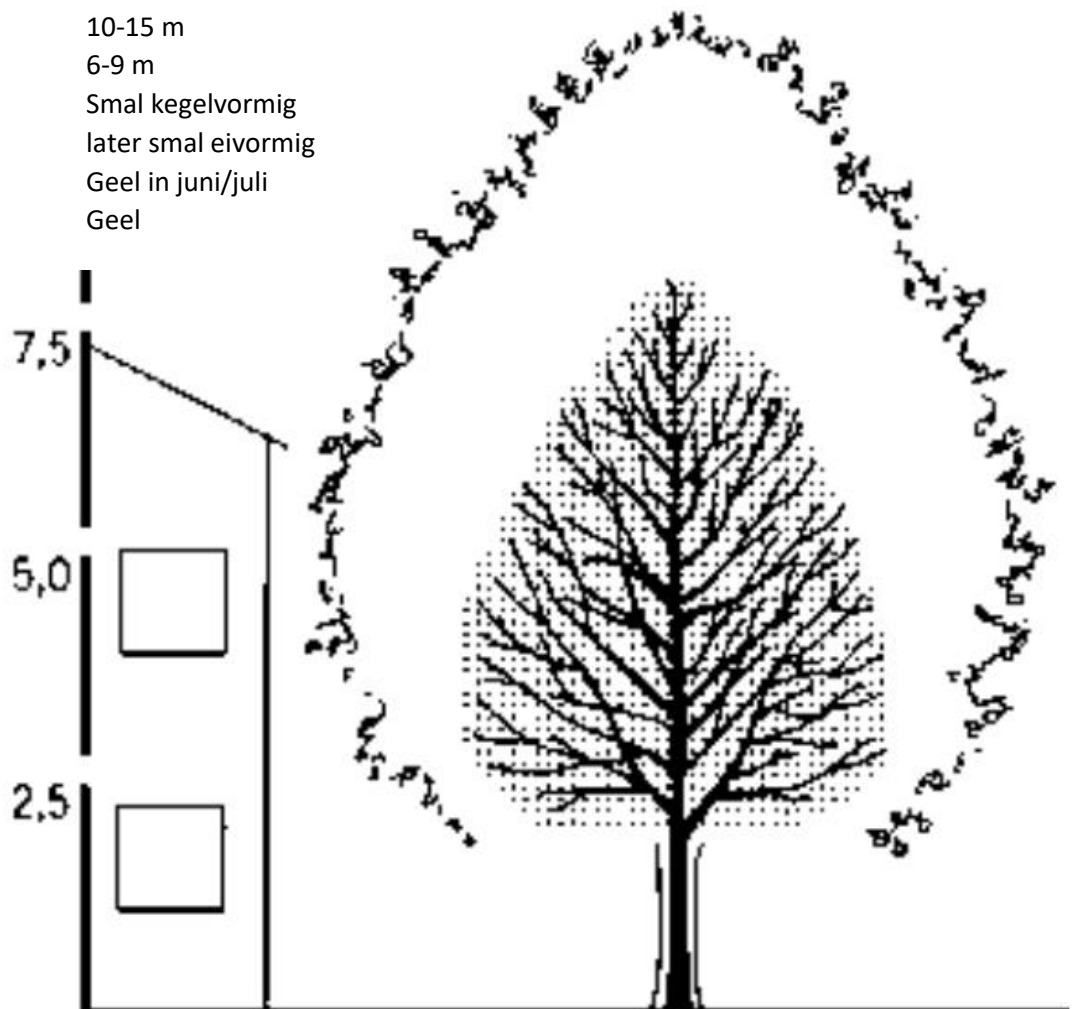 10-15 m
6-9 m
Smal kegelvormig
later smal eivormig
Geel in juni/juli
Geel
7,5
5,0
2,5